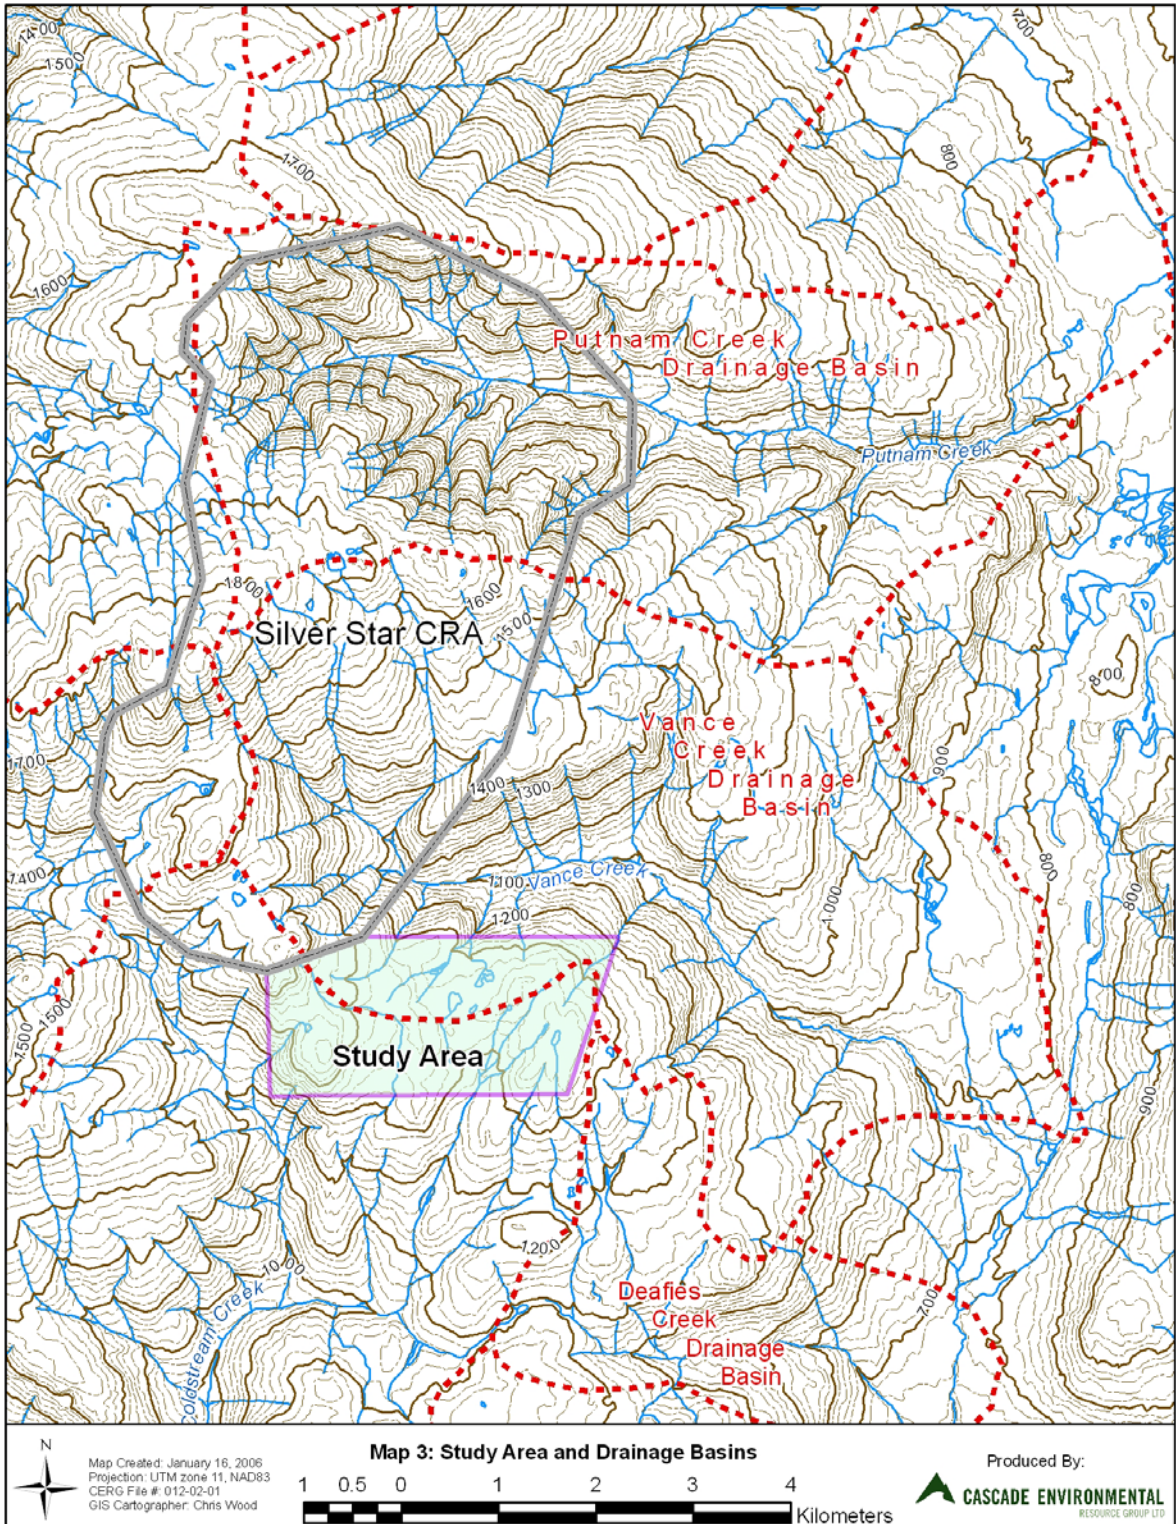 1400
1500
700
1700
800
1600
Putnam Creek
Drainage Basin
Putnam Creek
1800
1600
1500
Silver Star CRA
800
Vance
Creek
Drainage
Basin
1700
900
1400
1300
1400
1100
Vance Creek
1200
1000
800
800
1500
1500
Study Area
900
1200
1000
Coldstream Creek
Deafies
Creek
Drainage
Basin
700
N
Map Created: January 16, 2006
Projection: UTM zone 11, NAD83
CERG File #: 012-02-01
GIS Cartographer: Chris Wood
Map 3: Study Area and Drainage Basins
1 0.5 0 1 2 3 4
Kilometers
Produced By:
CASCADE ENVIRONMENTAL
RESOURCE GROUP LTD